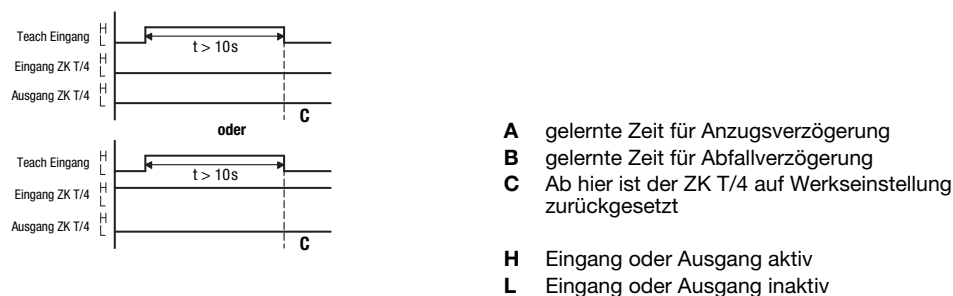 Teach Eingang H
L
t > 10s
Eingang ZK T/4 H
L
Ausgang ZK T/4 H
L
C
oder
Teach Eingang H
L
t > 10s
Eingang ZK T/4 H
L
Ausgang ZK T/4 H
L
C
A gelernte Zeit für Anzugsverzögerung
B gelernte Zeit für Abfallverzögerung
C Ab hier ist der ZK T/4 auf Werkseinstellung
zurückgesetzt
H Eingang oder Ausgang aktiv
L Eingang oder Ausgang inaktiv